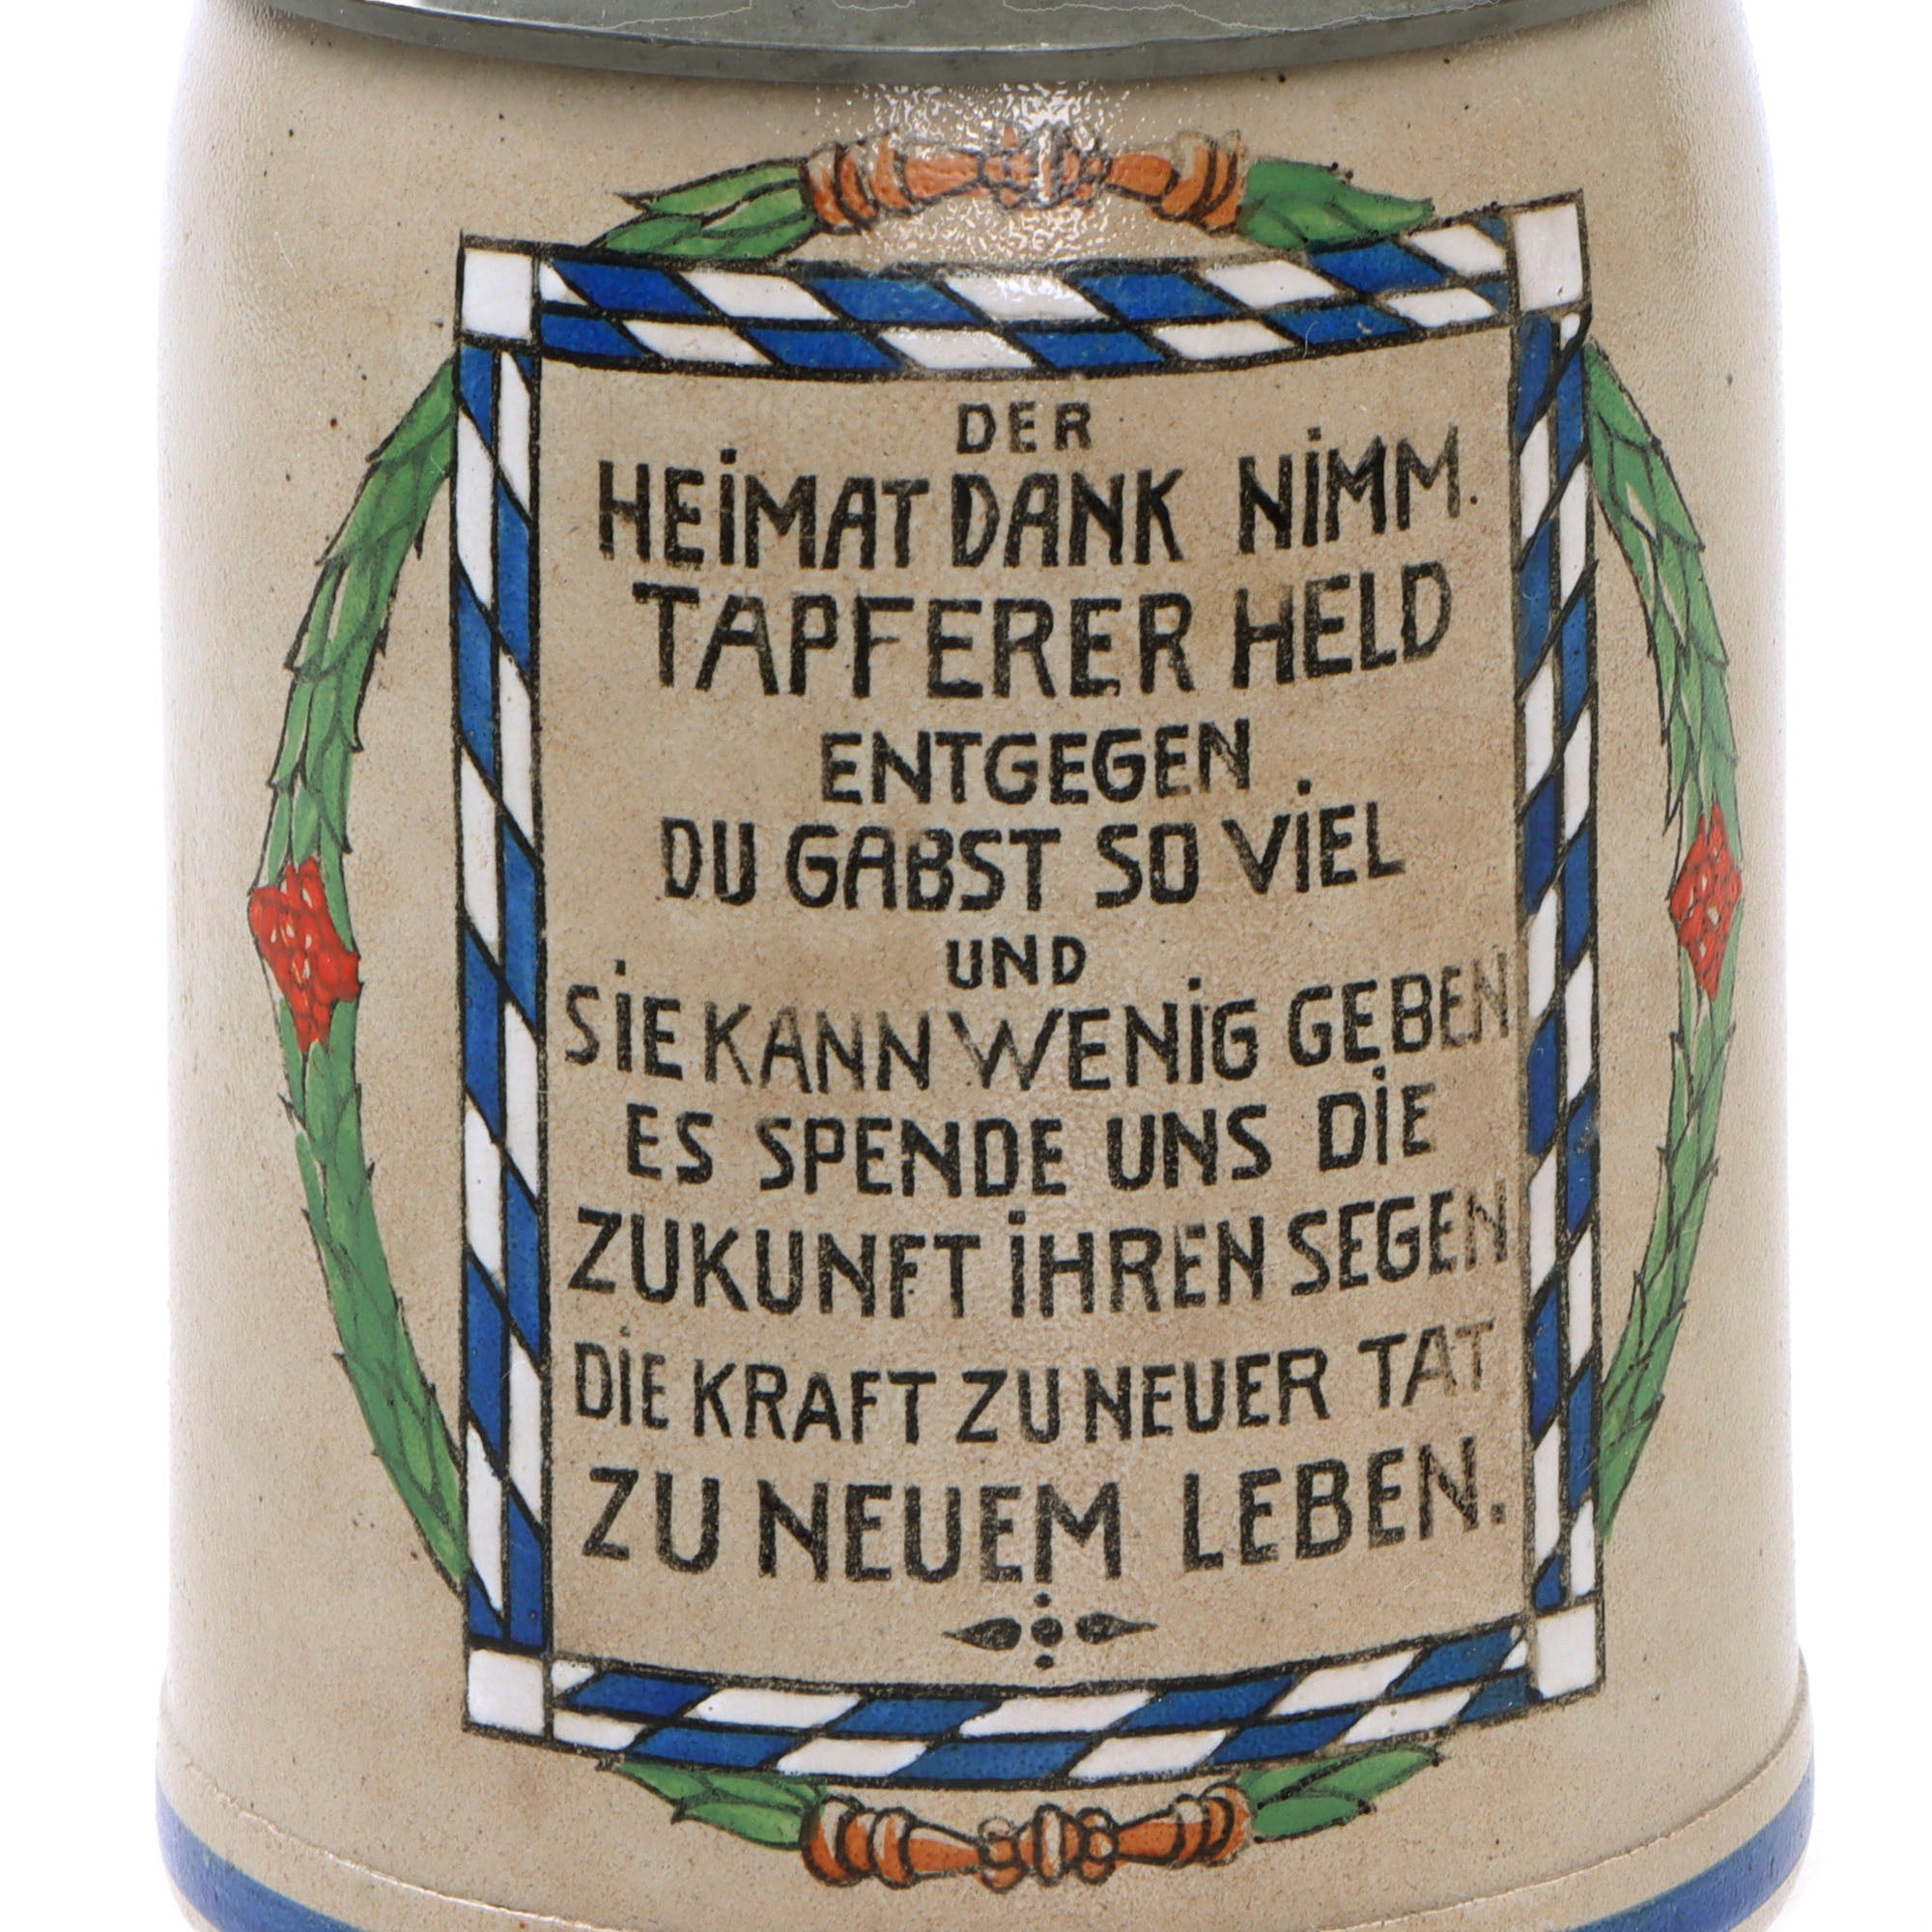 DER
HEiMAT DANK NiMM.
TAPFERER HELD
ENTGEGEN
DU GABST SO ViEL
UND
SiE KANN WENiG GEBEN
ES SPENDE UNS DiE
ZUKUNFT iHREN SEGEN
DiE KRAFT ZU NEUER TAT
ZU NEUEM LEBEN.